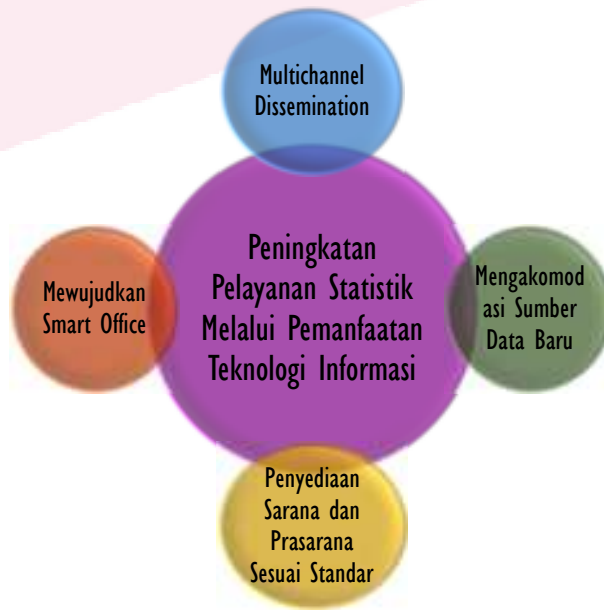 Multichannel
Dissemination
Peningkatan
Pelayanan Statistik
Melalui Pemanfaatan
Teknologi Informasi
Mewujudkan
Smart Office
Mengakomod
asi Sumber
Data Baru
Penyediaan
Sarana dan
Prasarana
Sesuai Standar